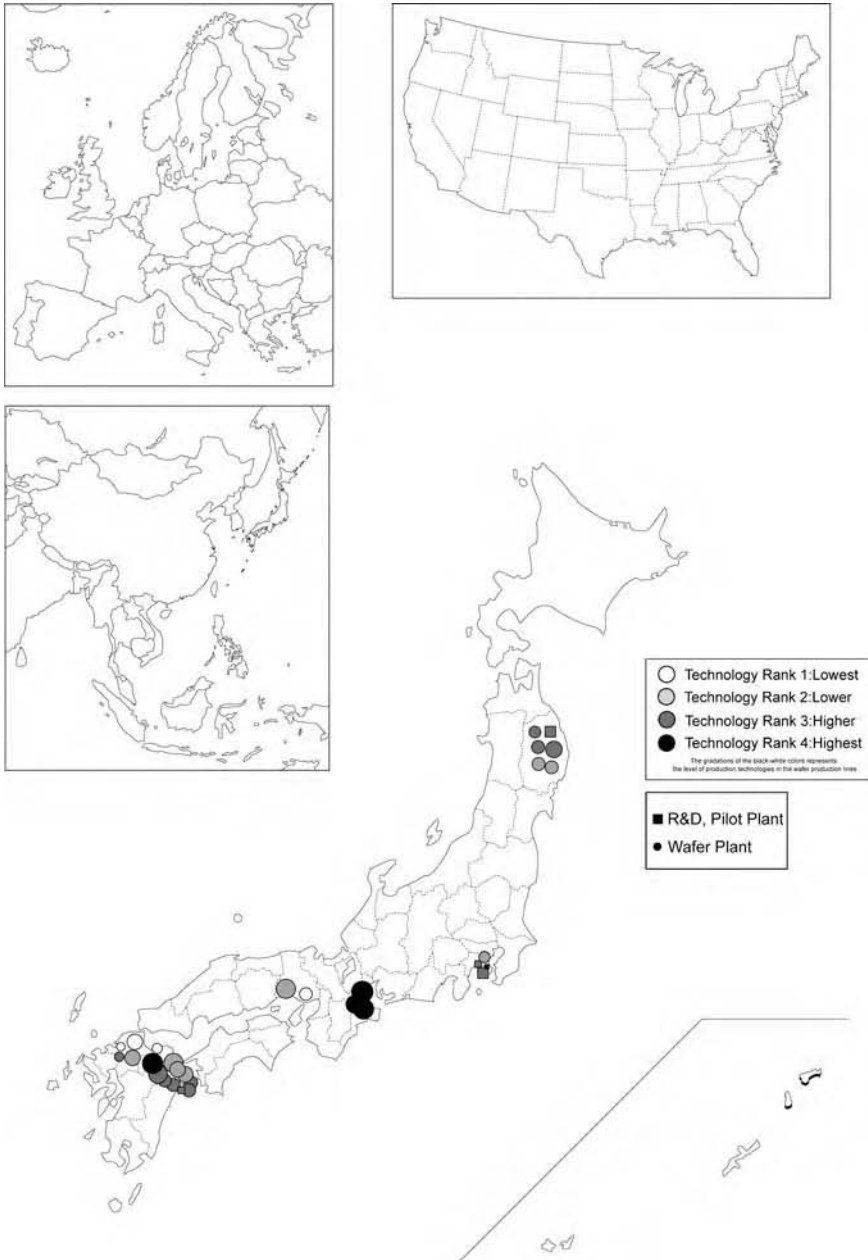 Technology Rank 1:Lowest
Technology Rank 2:Lower
Technology Rank 3:Higher
Technology Rank 4:Highest
The gradations of the black-white colors represents
the level of production technologies in the wafer production lines
R&D, Pilot Plant
Wafer Plant